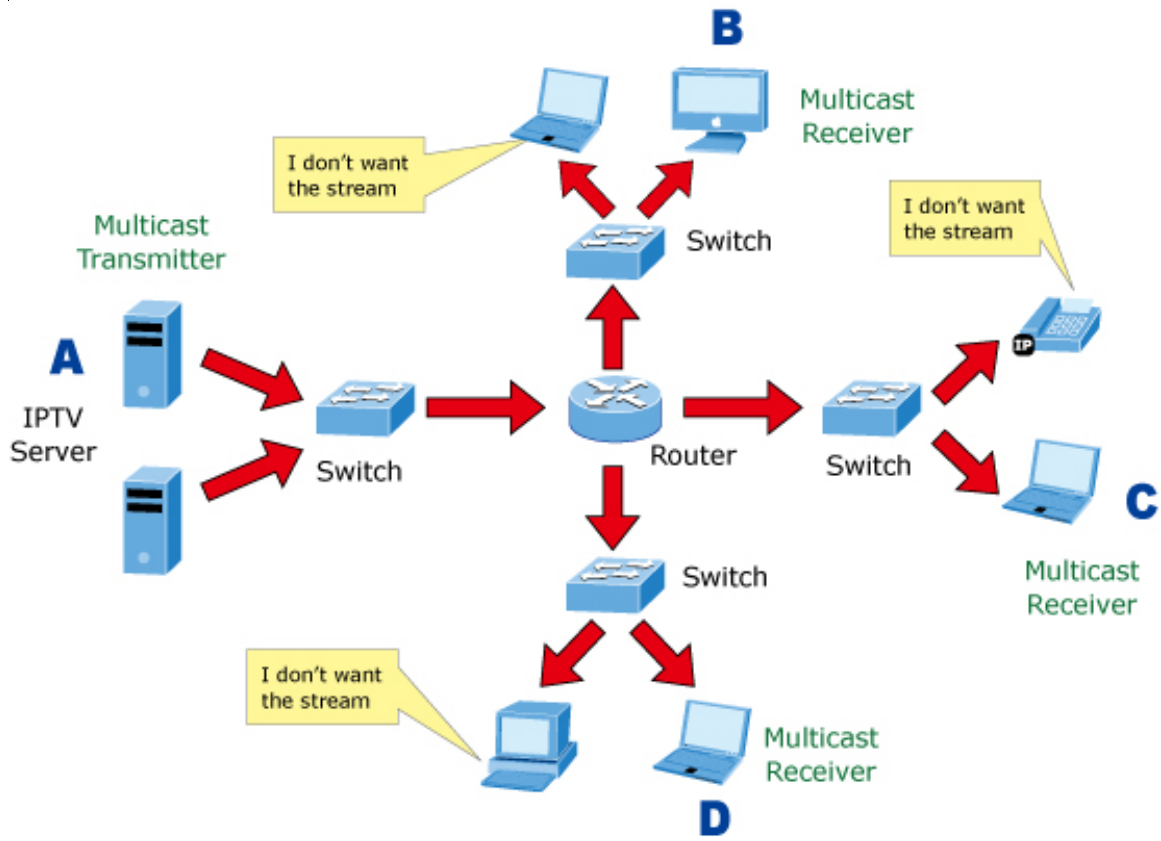 B
Multicast
Receiver
I don't want
the stream
I don't want
the stream
Switch
Multicast
Transmitter
A
IPTV
Server
IP
Switch
Router
Switch
C
Multicast
Receiver
Switch
I don't want
the stream
Multicast
Receiver
D